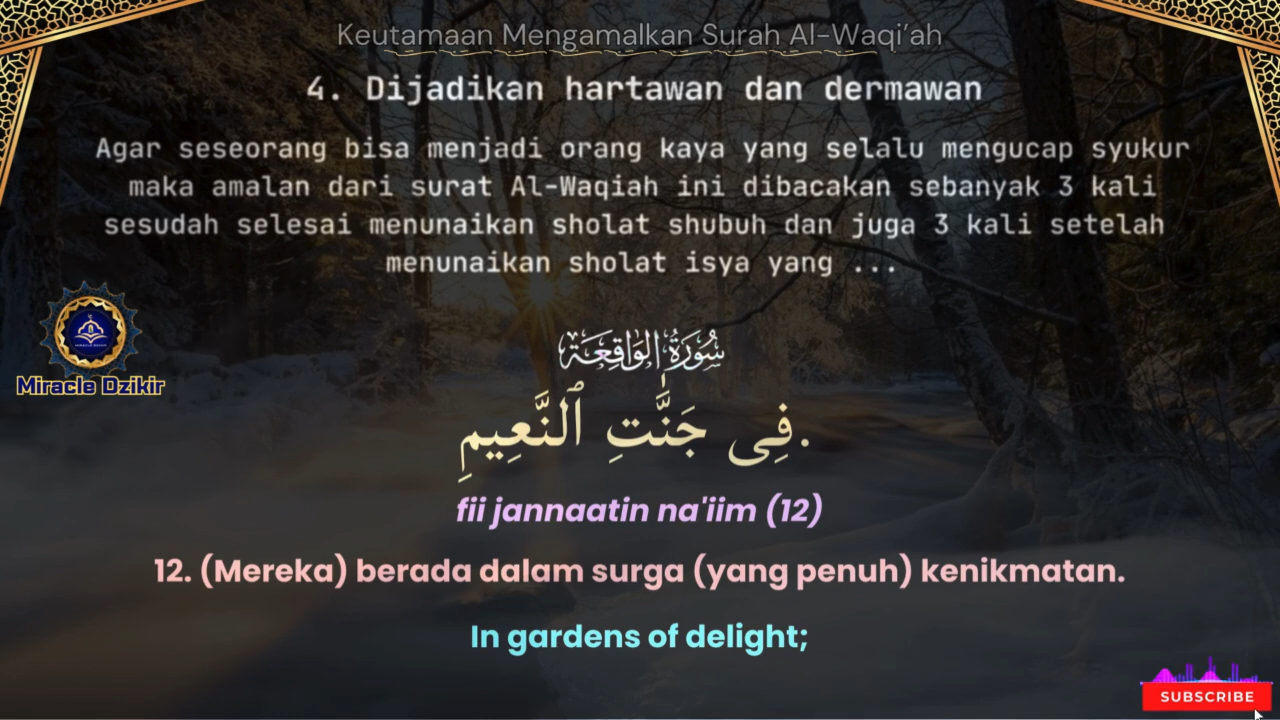 Keutamaan Mengamalkan Surah Al-Waqi’ah
4. Dijadikan hartawan dan dermawan
Agar seseorang bisa menjadi orang kaya yang selalu mengucap syukur
maka amalan dari surat Al-Waqiah ini dibacakan sebanyak 3 kali
sesudah selesai menunaikan sholat shubuh dan juga 3 kali setelah
menunaikan sholat isya yang ...
Miracle Dzikir
سُورَةُ الوَاقِعَة
.فِى جَنَّـٰتِ ٱلنَّعِيمِ
fii jannaatin na'iim (12)
12. (Mereka) berada dalam surga (yang penuh) kenikmatan.
In gardens of delight;
SUBSCRIBE